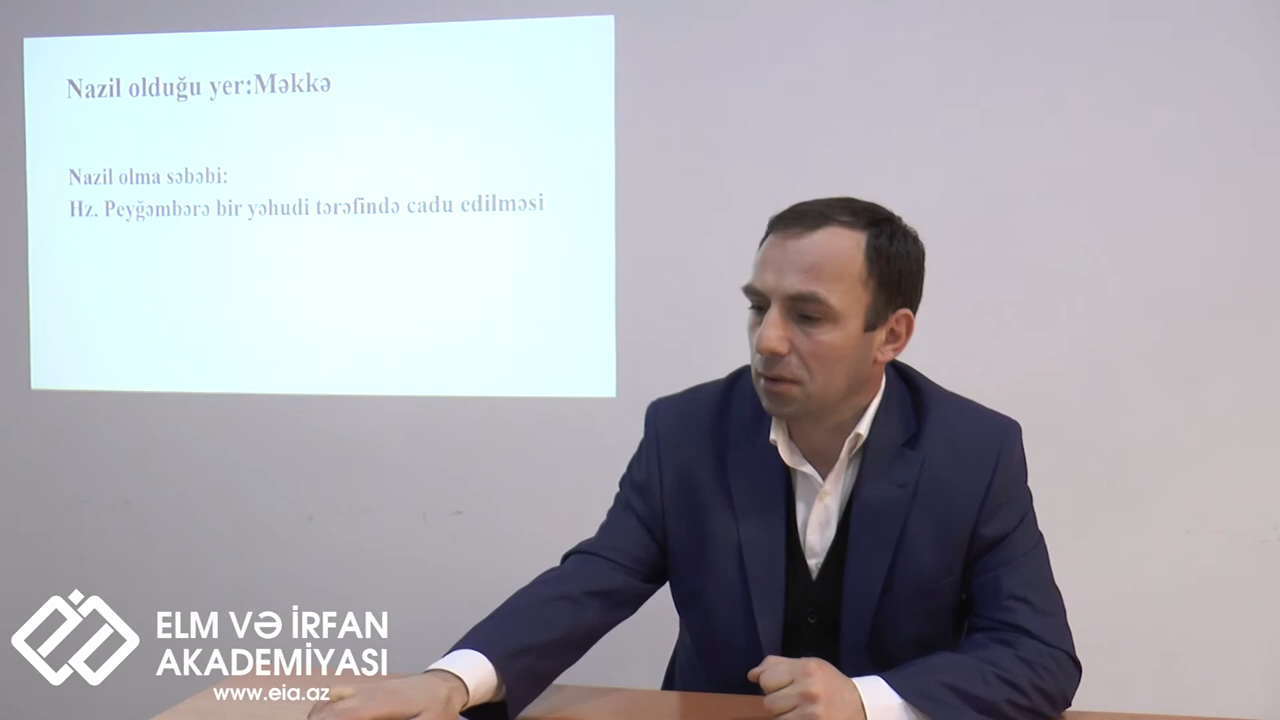 Nazil olduğu yer:Məkkə
Nazil olma səbəbi:
Hz. Peyğəmbərə bir yəhudi tərəfində cadu edilməsi
ELM VƏ İRFAN
AKADEMİYASI
www.eia.az